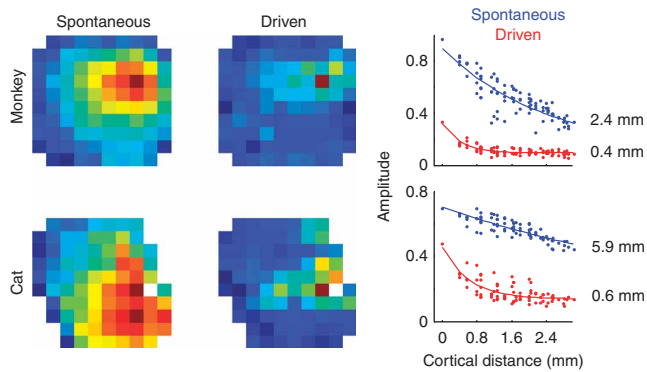 Spontaneous
Driven
Spontaneous
Driven
Monkey
Cat
Amplitude
0.8
0.4
0
2.4 mm
0.4 mm
0.8
0.4
0
5.9 mm
0.6 mm
0
0.8
1.6
2.4
Cortical distance (mm)